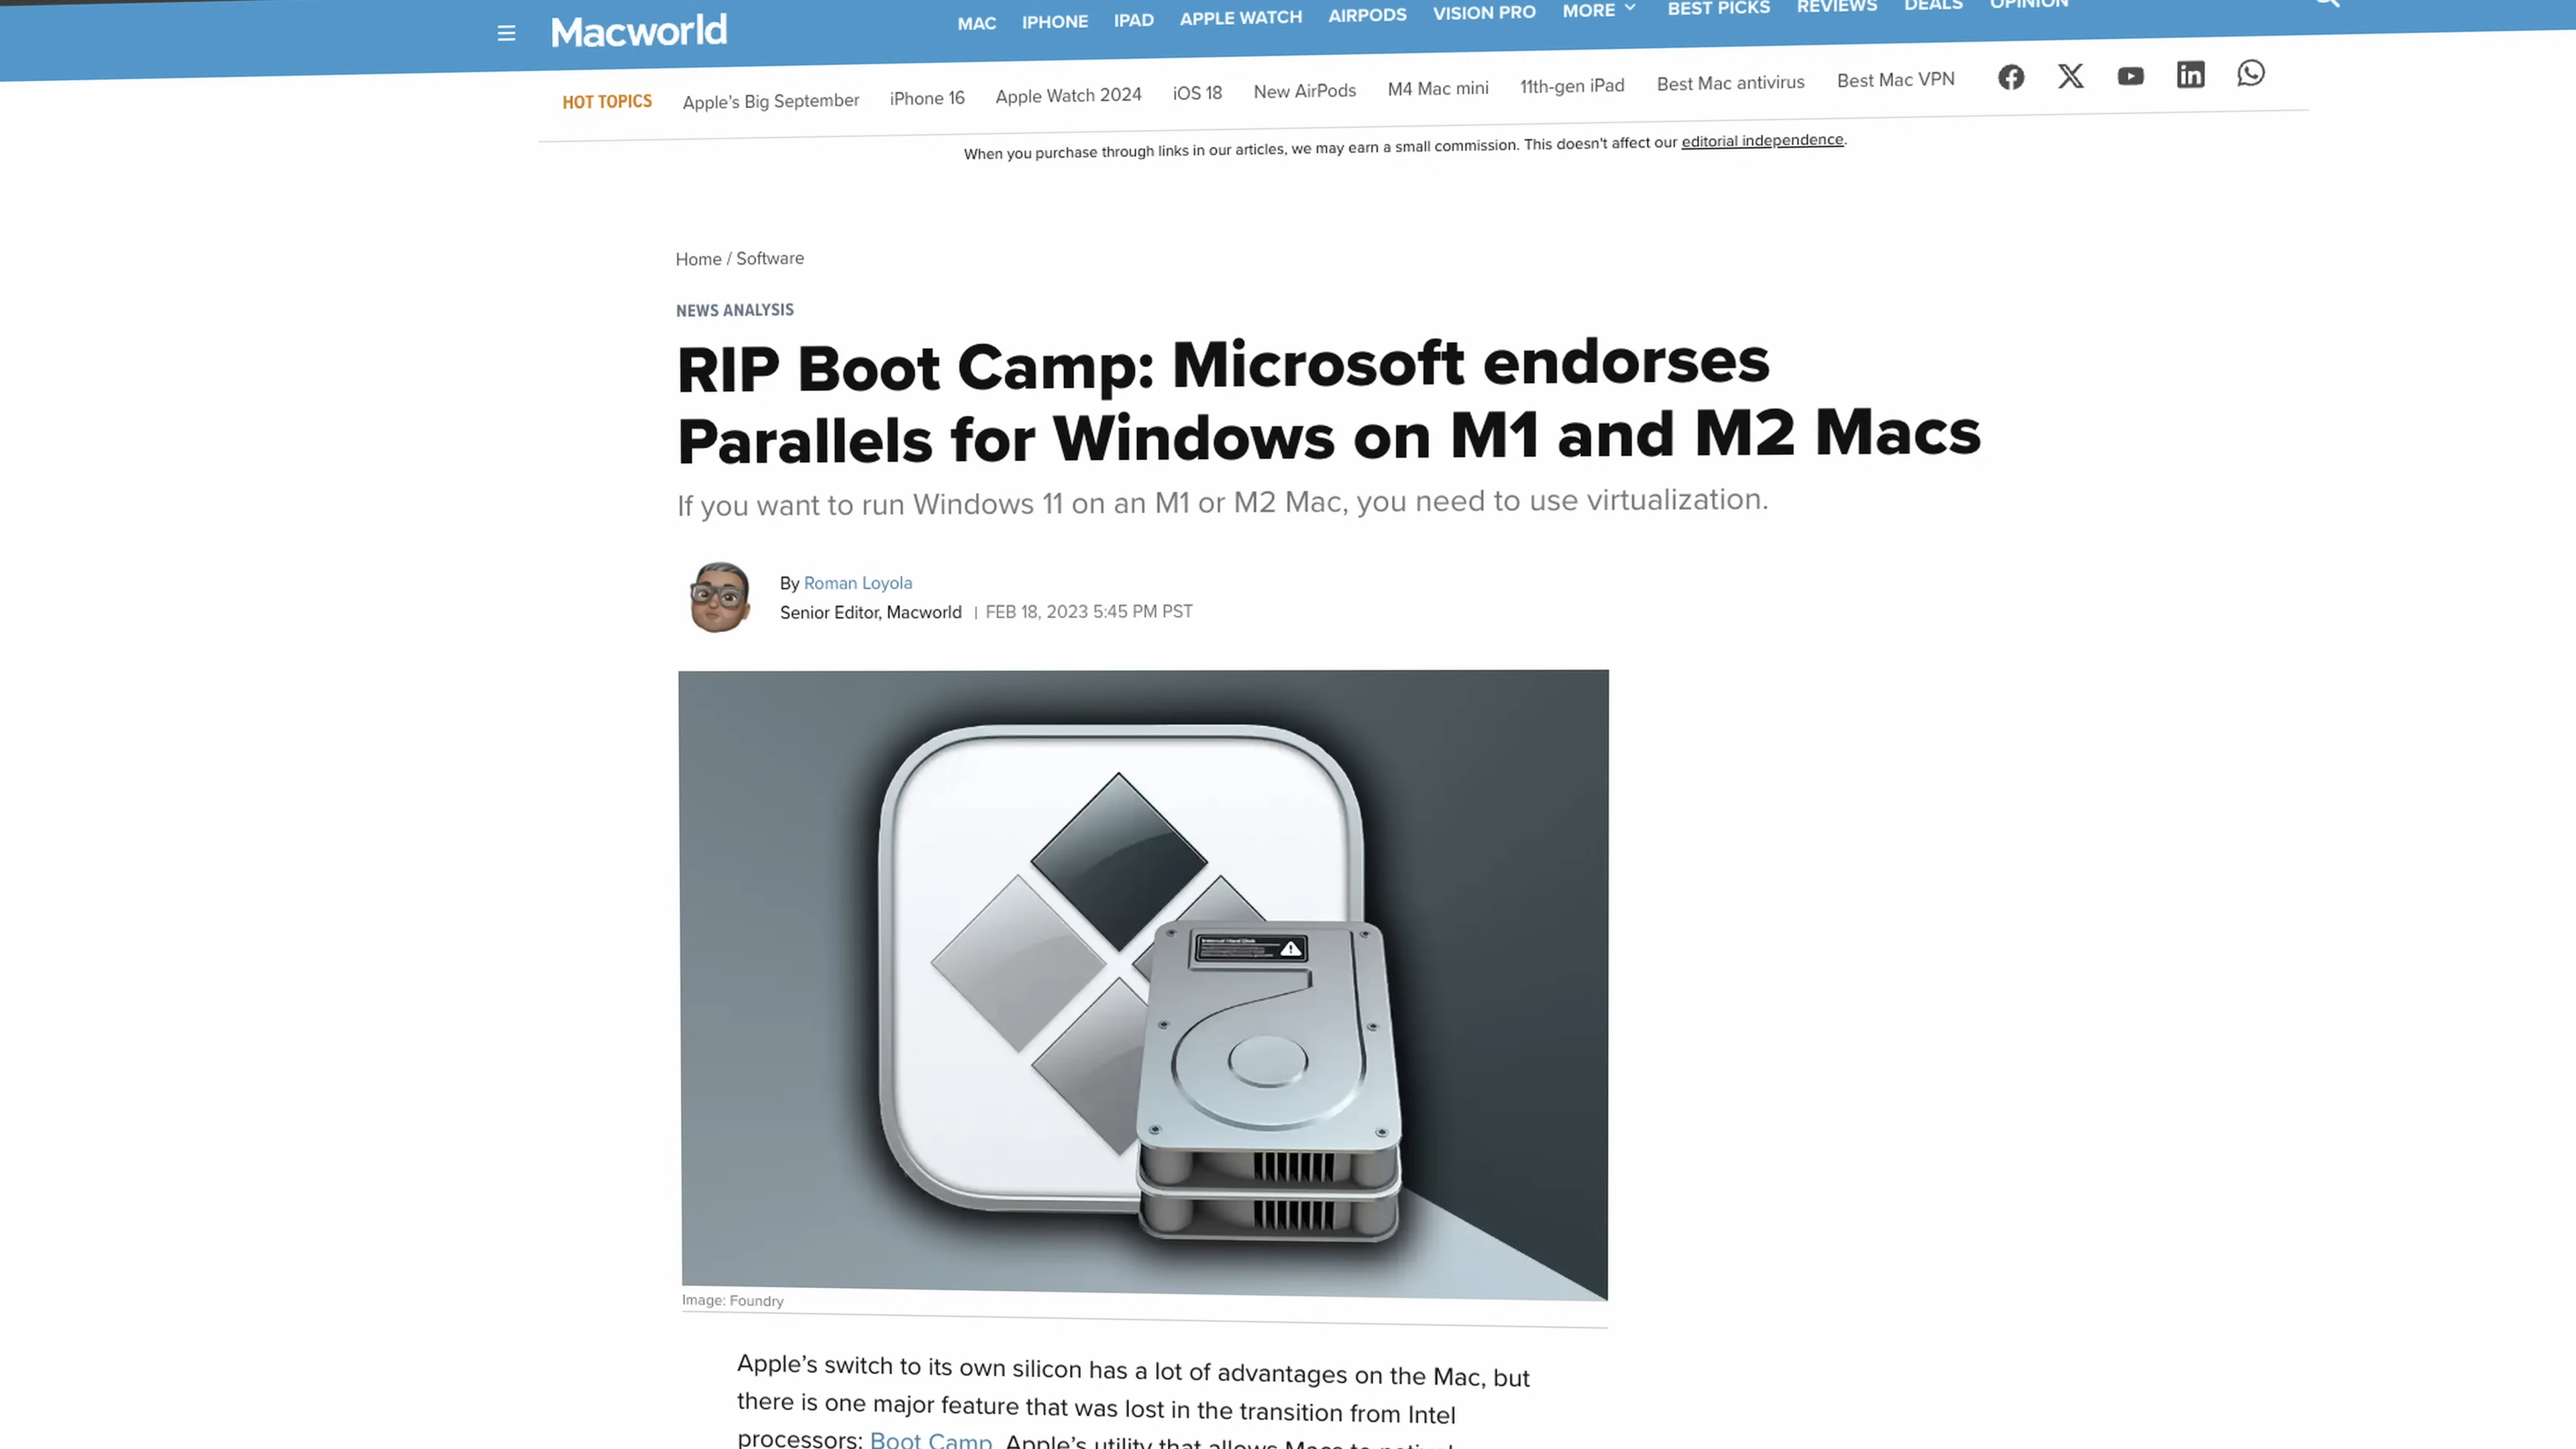 Macworld
MAC IPHONE IPAD APPLE WATCH AIRPODS VISION PRO MORE BEST PICKS REVIEWS DEALS OPINION
HOT TOPICS Apple's Big September iPhone 16 Apple Watch 2024 iOS 18 New AirPods M4 Mac mini 11th-gen iPad Best Mac antivirus Best Mac VPN
When you purchase through links in our articles, we may earn a small commission. This doesn't affect our editorial independence.
Home / Software
NEWS ANALYSIS
RIP Boot Camp: Microsoft endorses
Parallels for Windows on M1 and M2 Macs
If you want to run Windows 11 on an M1 or M2 Mac, you need to use virtualization.
By Roman Loyola
Senior Editor, Macworld | FEB 18, 2023 5:45 PM PST
Image: Foundry
Apple's switch to its own silicon has a lot of advantages on the Mac, but
there is one major feature that was lost in the transition from Intel
processors: Boot Camp, Apple's utility that allows Macs to